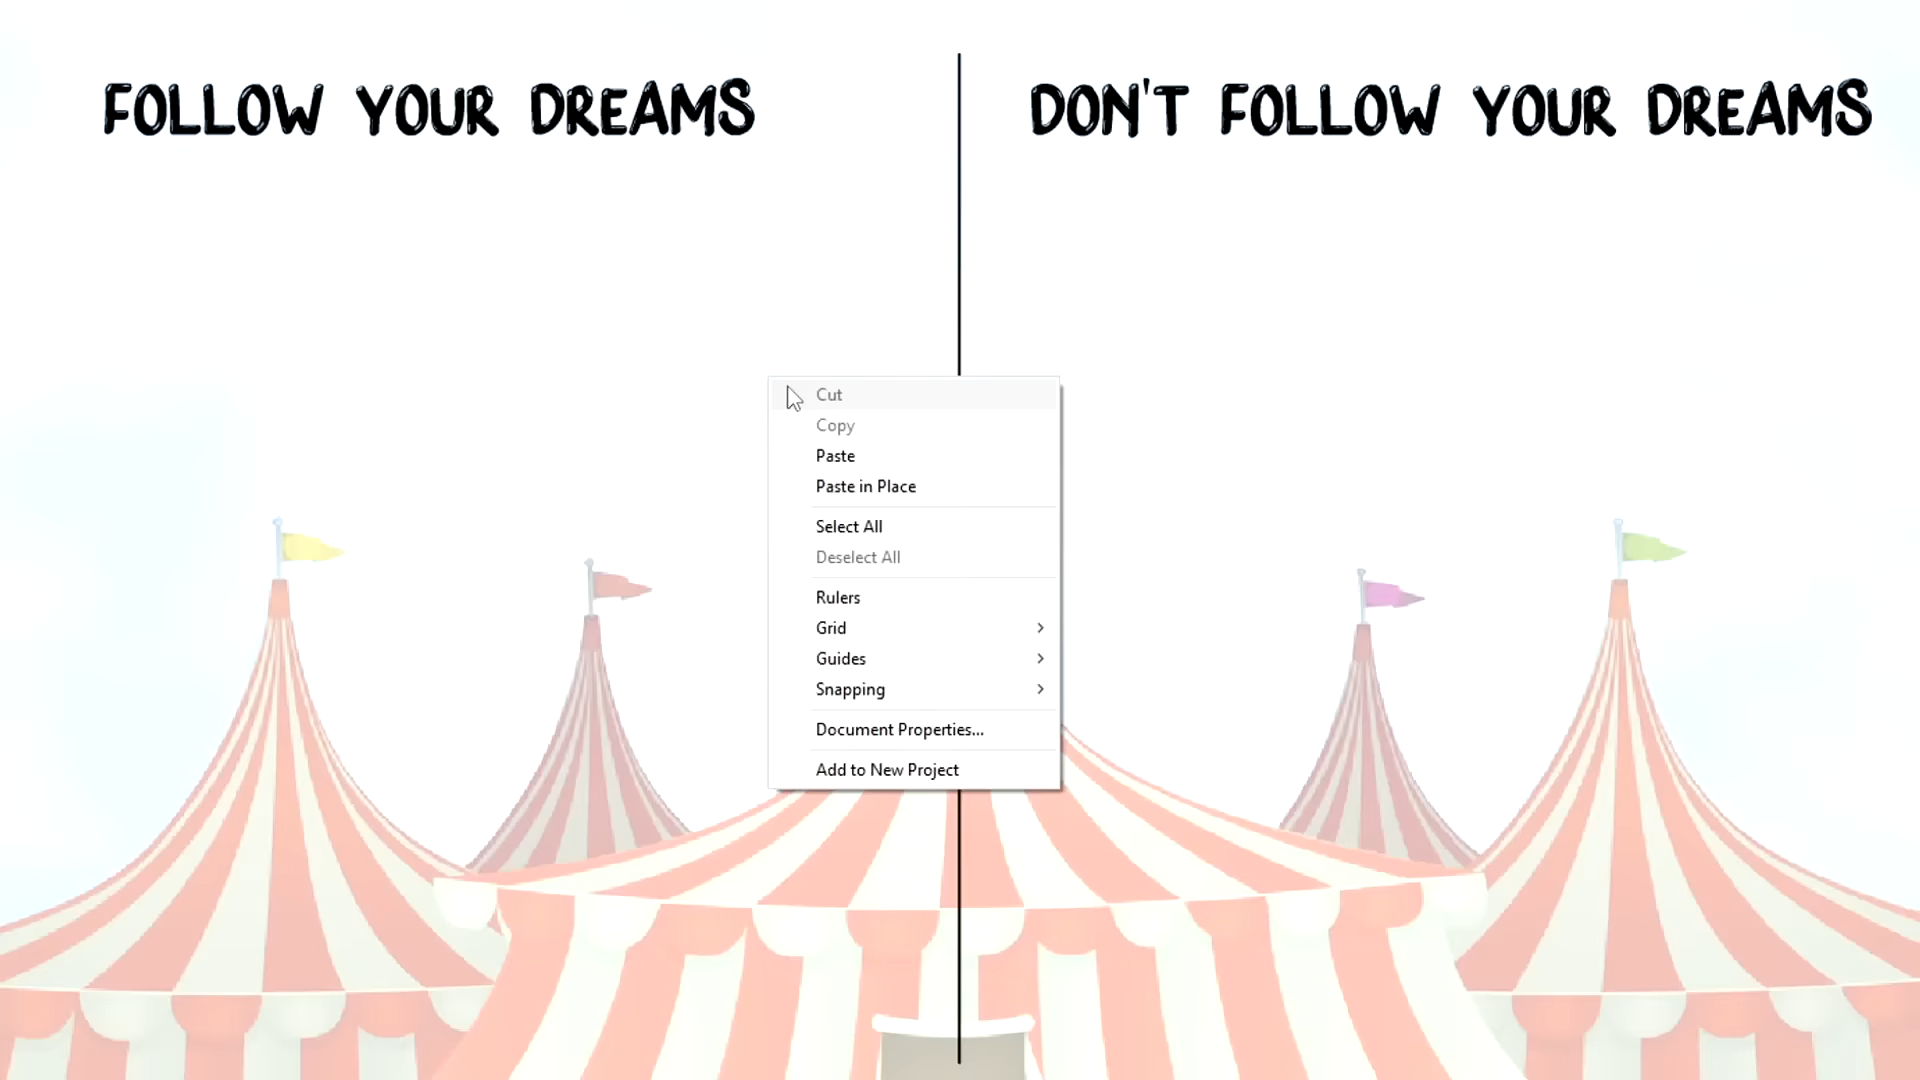 FOLLOW YOUR DREAMS
DON'T FOLLOW YOUR DREAMS
Cut
Copy
Paste
Paste in Place
Select All
Deselect All
Rulers
Grid
Guides
Snapping
Document Properties...
Add to New Project